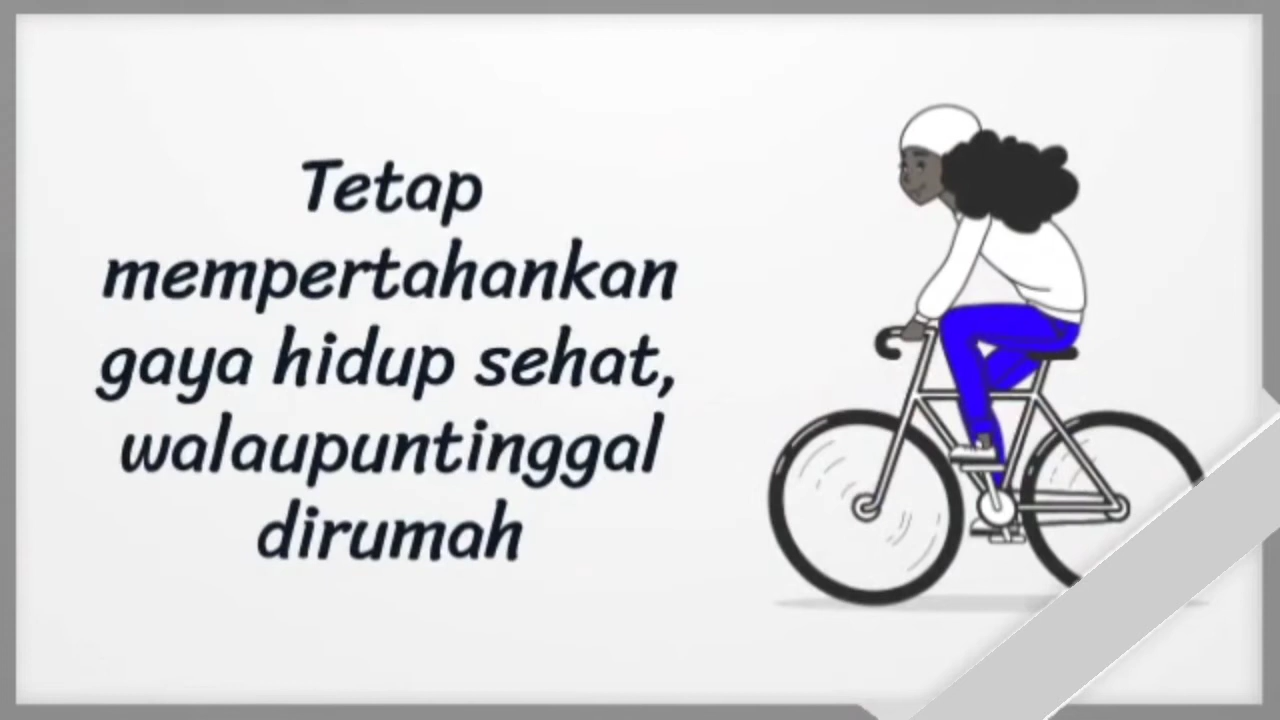 Tetap
mempertahankan
gaya hidup sehat,
walaupuntinggal
dirumah